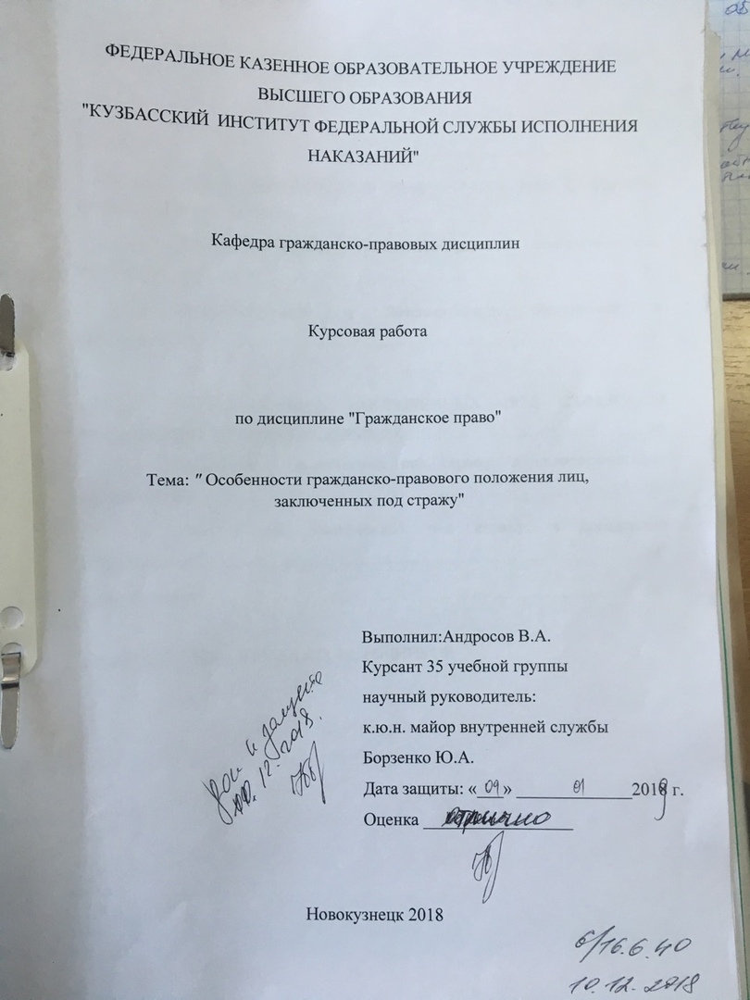 ФЕДЕРАЛЬНОЕ КАЗЕННОЕ ОБРАЗОВАТЕЛЬНОЕ УЧРЕЖДЕНИЕ
ВЫСШЕГО ОБРАЗОВАНИЯ
"КУЗБАССКИЙ ИНСТИТУТ ФЕДЕРАЛЬНОЙ СЛУЖБЫ ИСПОЛНЕНИЯ
НАКАЗАНИЙ"
Кафедра гражданско-правовых дисциплин
Курсовая работа
по дисциплине "Гражданское право"
Тема: " Особенности гражданско-правового положения лиц,
заключенных под стражу"
Выполнил:Андросов В.А.
Курсант 35 учебной группы
научный руководитель:
к.ю.н. майор внутренней службы
Борзенко Ю.А.
Дата защиты: « 09 » 01 2019 г.
Оценка отлично
к защите
12. 2018.
Новокузнецк 2018
б/16.6.40
10.12.2018